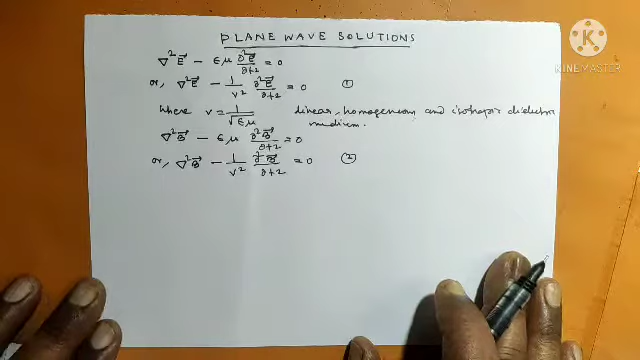 PLANE WAVE SOLUTIONS
∇²E⃗ − εμ ∂²E⃗/∂t² = 0
or, ∇²E⃗ − 1/v² ∂²E⃗/∂t² = 0 ①
Where v = 1/√εμ linear, homogeneous and isotropic dielectric
medium.
∇²B⃗ − εμ ∂²B⃗/∂t² = 0
or, ∇²B⃗ − 1/v² ∂²B⃗/∂t² = 0 ②
KINEMASTER